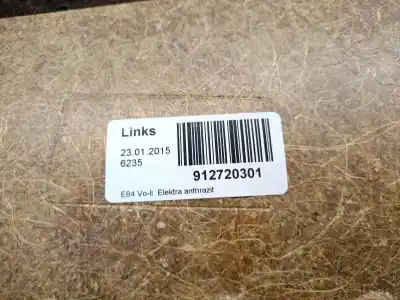 Links
23.01.2015
6235
912720301
E84 Vo-li Elektra anthrazit